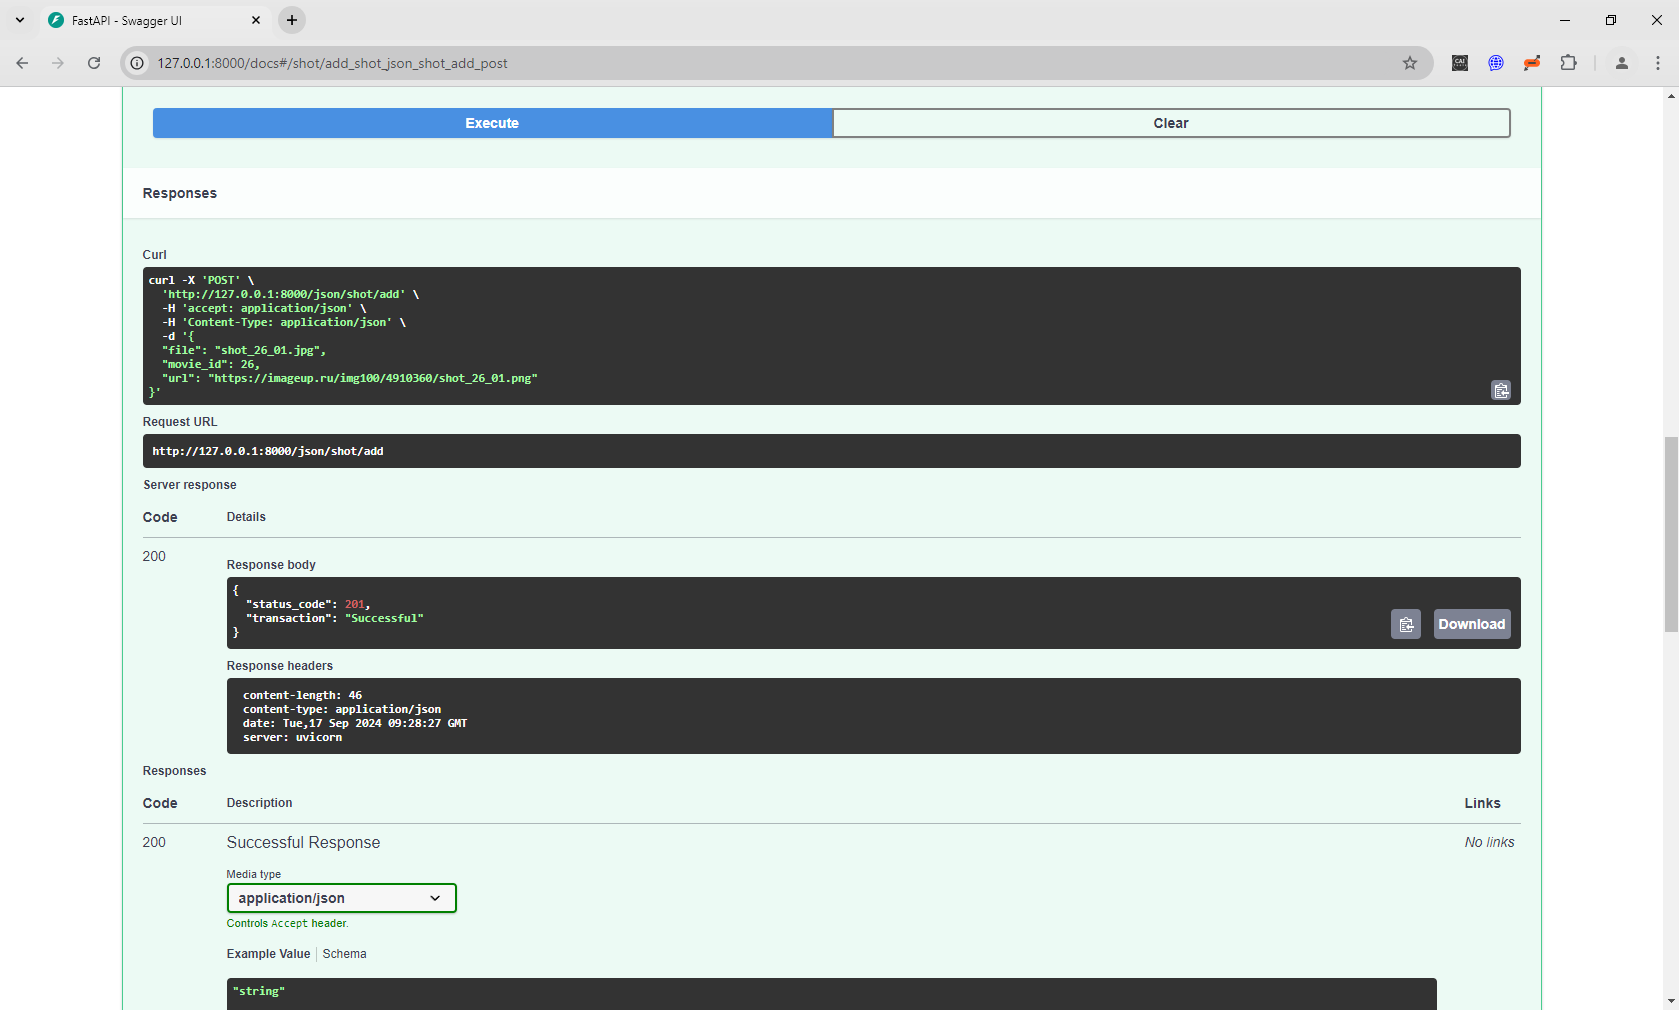 FastAPI - Swagger UI
127.0.0.1:8000/docs#/shot/add_shot_json_shot_add_post
CAI
Execute
Clear
Responses
Curl
curl -X 'POST' \
'http://127.0.0.1:8000/json/shot/add' \
-H 'accept: application/json' \
-H 'Content-Type: application/json' \
-d '{
"file": "shot_26_01.jpg",
"movie_id": 26,
"url": "https://imageup.ru/img100/4910360/shot_26_01.png"
}'
Request URL
http://127.0.0.1:8000/json/shot/add
Server response
Code Details
200
Response body
{
"status_code": 201,
"transaction": "Successful"
}
Download
Response headers
content-length: 46
content-type: application/json
date: Tue,17 Sep 2024 09:28:27 GMT
server: uvicorn
Responses
Code Description Links
200 Successful Response No links
Media type
application/json
Controls Accept header.
Example Value Schema
"string"